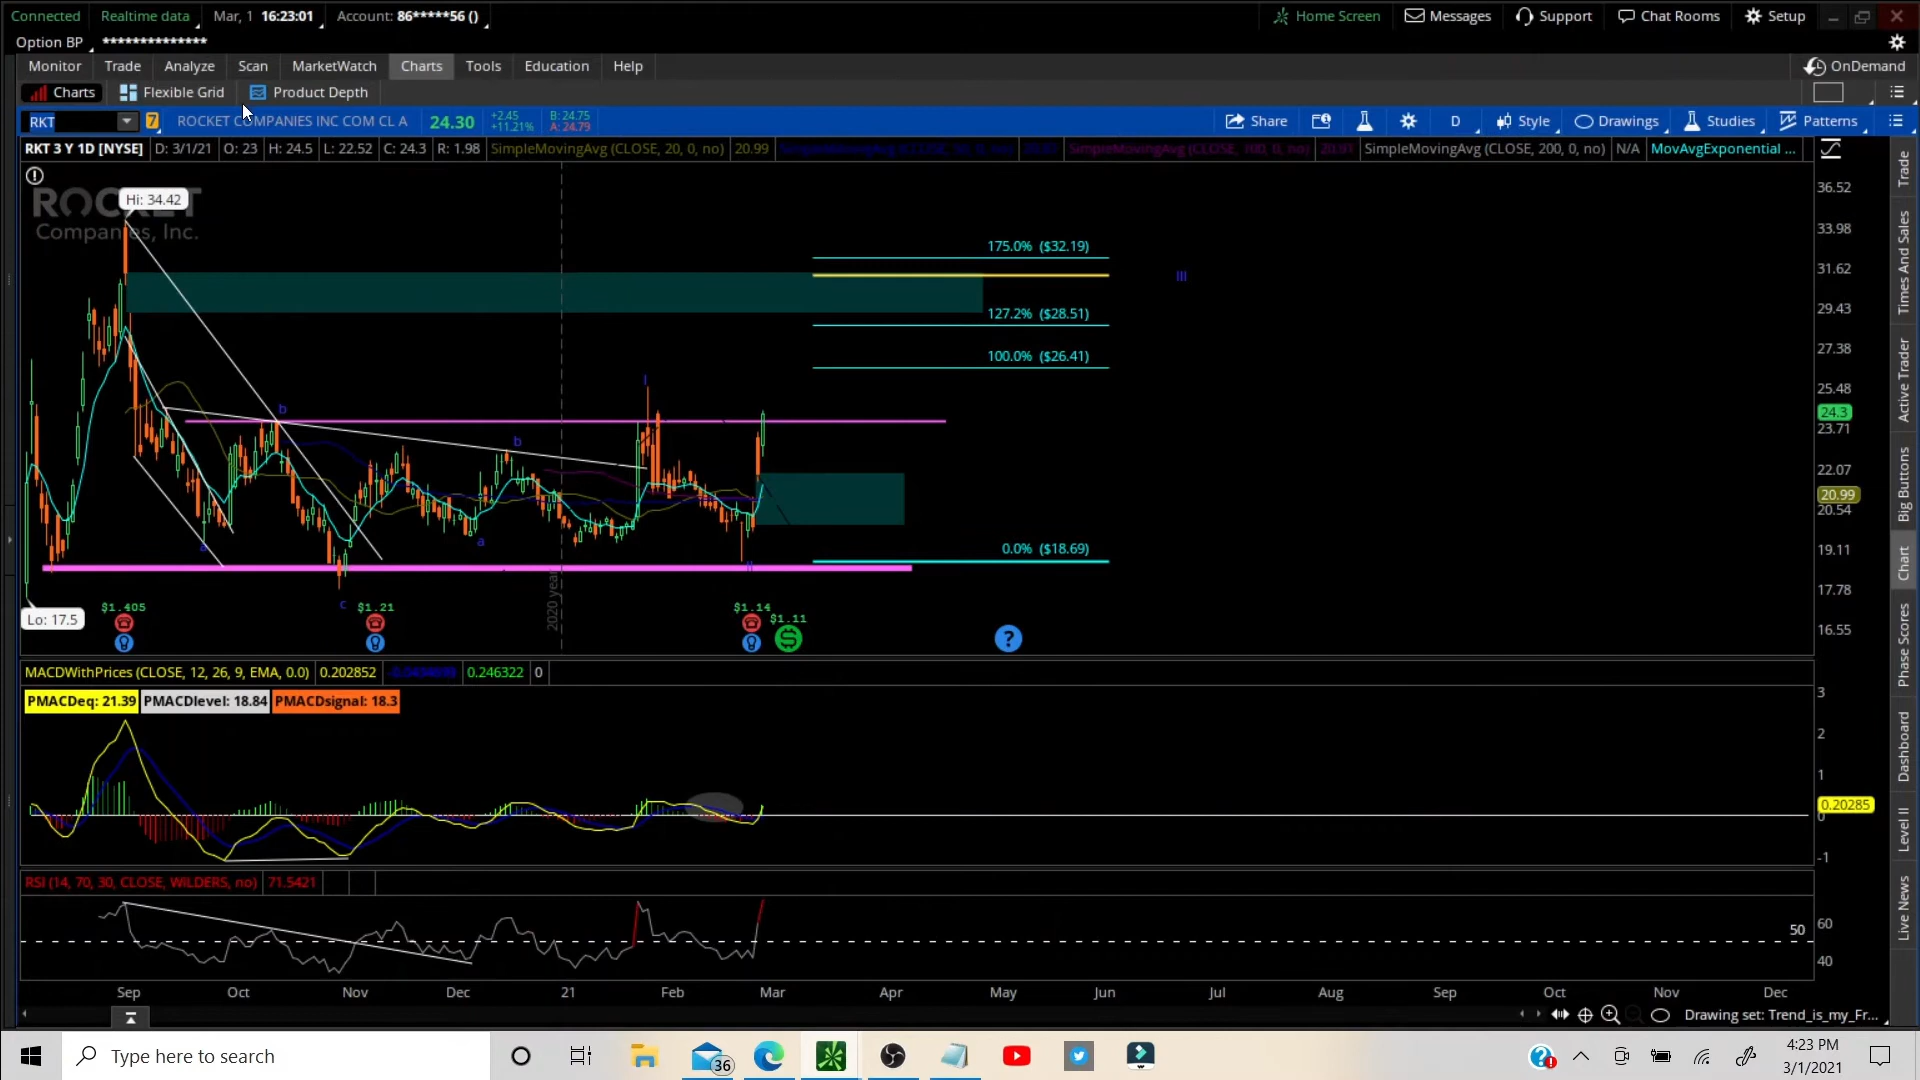 Connected Realtime data Mar, 1 16:23:01 Account: 86*****56 () Home Screen Messages Support Chat Rooms Setup
Option BP **************
Monitor Trade Analyze Scan MarketWatch Charts Tools Education Help OnDemand
Charts Flexible Grid Product Depth
RKT 7 ROCKET COMPANIES INC COM CL A 24.30 +2.45 +11.21% B: 24.75 A: 24.79 Share D Style Drawings Studies Patterns
RKT 3 Y 1D [NYSE] D: 3/1/21 O: 23 H: 24.5 L: 22.52 C: 24.3 R: 1.98 SimpleMovingAvg (CLOSE, 20, 0, no) 20.99 SimpleMovingAvg (CLOSE, 100, 0, no) SimpleMovingAvg (CLOSE, 200, 0, no) N/A MovAvgExponential ...
ROCKET
Companies, Inc.
Hi: 34.42
175.0% ($32.19)
III
127.2% ($28.51)
100.0% ($26.41)
I
b
b
a
a
0.0% ($18.69)
II
c
Lo: 17.5
$1.405 $1.21 $1.14 $1.11
2020 year
?
36.52
33.98
31.62
29.43
27.38
25.48
24.3
23.71
22.07
20.99
20.54
19.11
17.78
16.55
MACDWithPrices (CLOSE, 12, 26, 9, EMA, 0.0) 0.202852 0.246322 0
PMACDeq: 21.39 PMACDlevel: 18.84 PMACDsignal: 18.3
3
2
1
0.20285
0
-1
RSI (14, 70, 30, CLOSE, WILDERS, no) 71.5421
60
50
40
Sep Oct Nov Dec 21 Feb Mar Apr May Jun Jul Aug Sep Oct Nov Dec
Drawing set: Trend_is_my_Fr...
Trade
Times And Sales
Active Trader
Big Buttons
Chart
Phase Scores
Dashboard
Level II
Live News
Type here to search
36
4:23 PM
3/1/2021